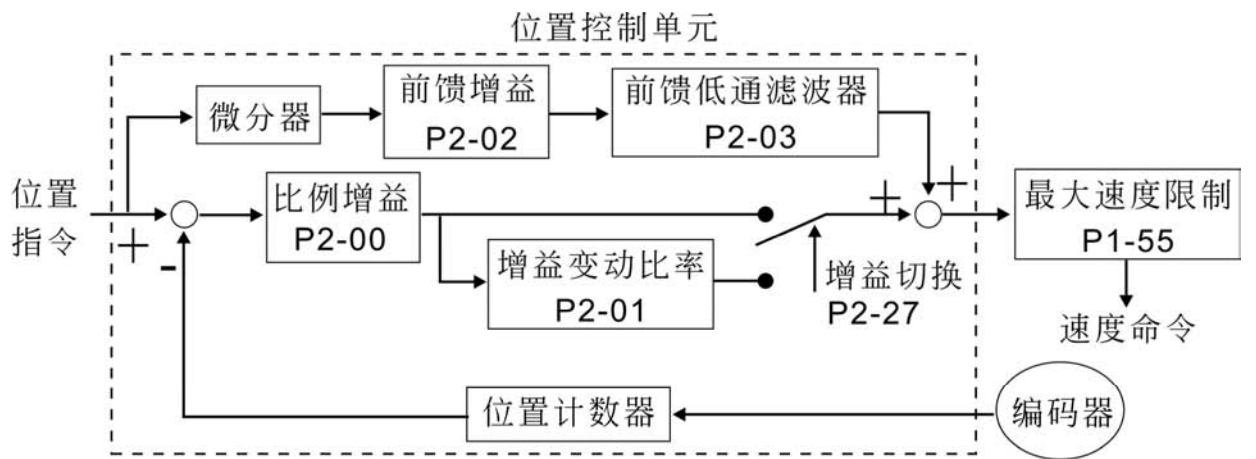 位置控制单元
微分器
前馈增益
P2-02
前馈低通滤波器
P2-03
位置
指令
+
-
比例增益
P2-00
增益变动比率
P2-01
增益切换
P2-27
+
+
最大速度限制
P1-55
速度命令
位置计数器
编码器